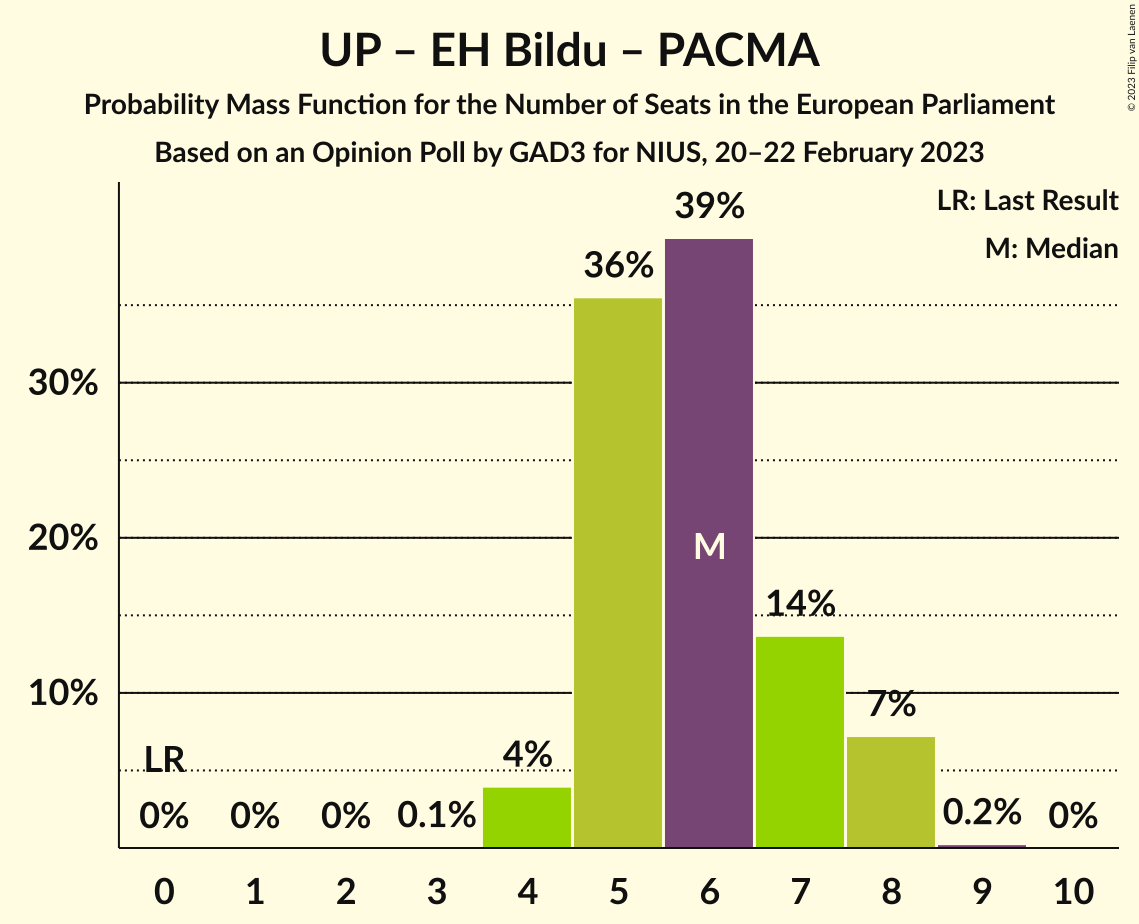 UP – EH Bildu – PACMA
Probability Mass Function for the Number of Seats in the European Parliament
Based on an Opinion Poll by GAD3 for NIUS, 20–22 February 2023
© 2023 Filip van Laenen
LR: Last Result
M: Median
39%
36%
30%
20%
M
14%
10%
7%
LR
4%
0% 0% 0% 0.1% 0.2% 0%
0 1 2 3 4 5 6 7 8 9 10